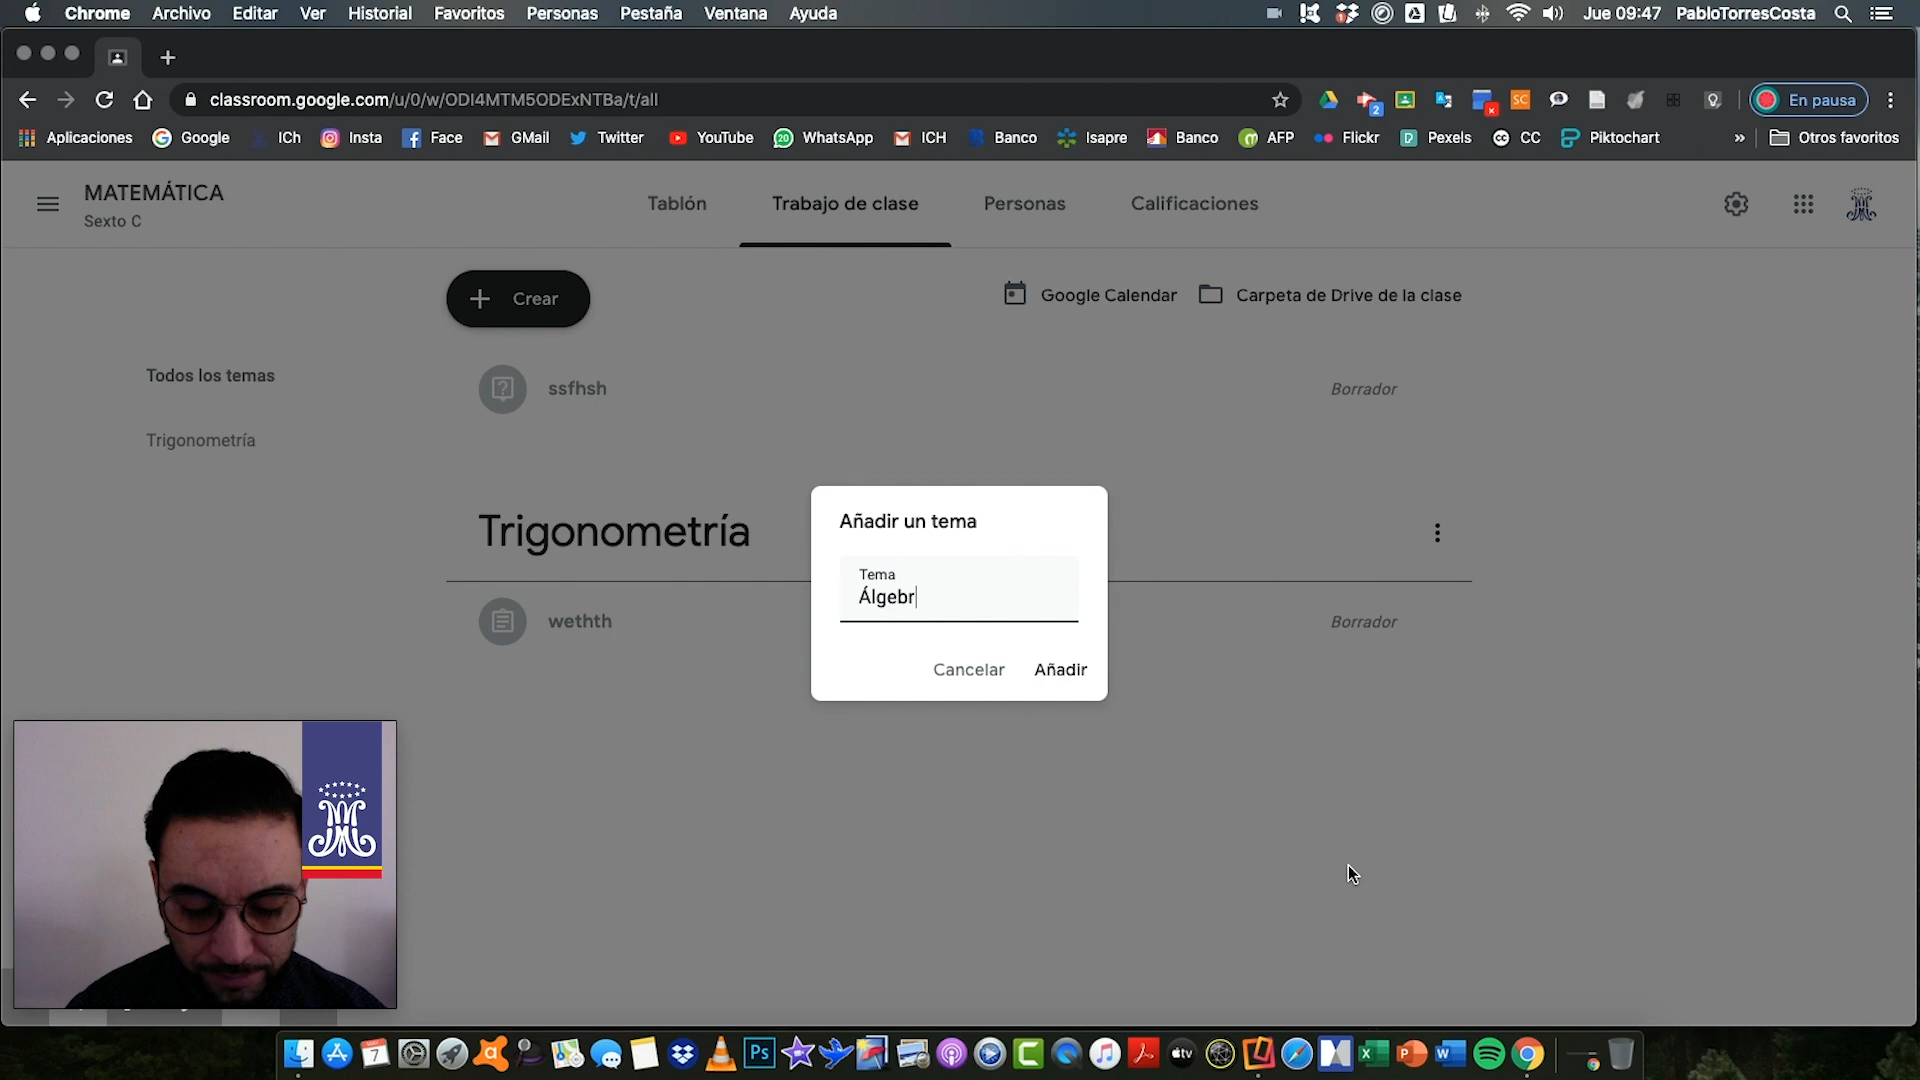 Chrome Archivo Editar Ver Historial Favoritos Personas Pestaña Ventana Ayuda Jue 09:47 PabloTorresCosta
classroom.google.com/u/0/w/ODI4MTM5ODExNTBa/t/all En pausa
Aplicaciones Google ICh Insta Face GMail Twitter YouTube WhatsApp ICH Banco Isapre Banco AFP Flickr Pexels CC Piktochart » Otros favoritos
MATEMÁTICA
Sexto C
Tablón Trabajo de clase Personas Calificaciones
+ Crear
Google Calendar Carpeta de Drive de la clase
Todos los temas
Trigonometría
ssfhsh Borrador
Trigonometría
wethth Borrador
Añadir un tema
Tema
Álgebr
Cancelar Añadir